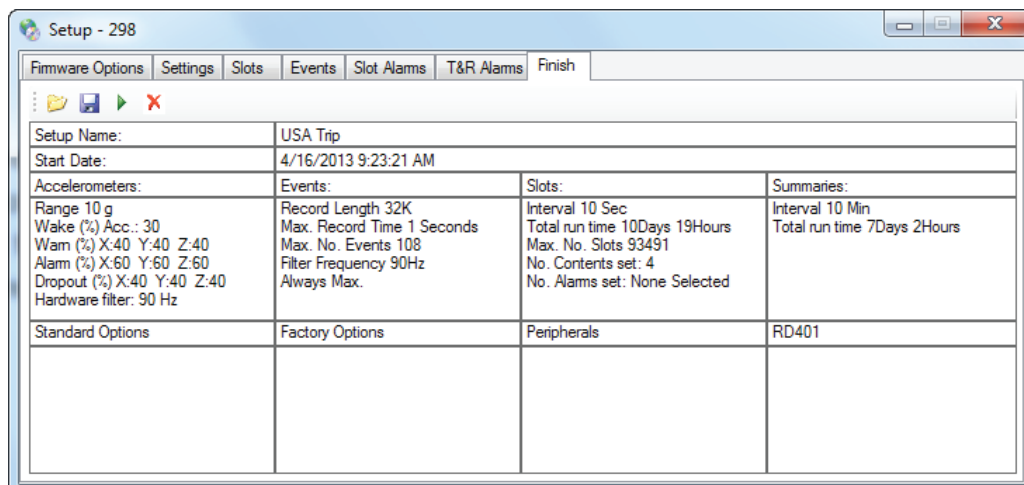 Setup - 298
Firmware Options Settings Slots Events Slot Alarms T&R Alarms Finish
Setup Name: USA Trip
Start Date: 4/16/2013 9:23:21 AM
Accelerometers: Events: Slots: Summaries:
Range 10 g Record Length 32K Interval 10 Sec Interval 10 Min
Wake (%) Acc.: 30 Max. Record Time 1 Seconds Total run time 10Days 19Hours Total run time 7Days 2Hours
Warn (%) X:40 Y:40 Z:40 Max. No. Events 108 Max. No. Slots 93491
Alarm (%) X:60 Y:60 Z:60 Filter Frequency 90Hz No. Contents set: 4
Dropout (%) X:40 Y:40 Z:40 Always Max. No. Alarms set: None Selected
Hardware filter: 90 Hz
Standard Options Factory Options Peripherals RD401